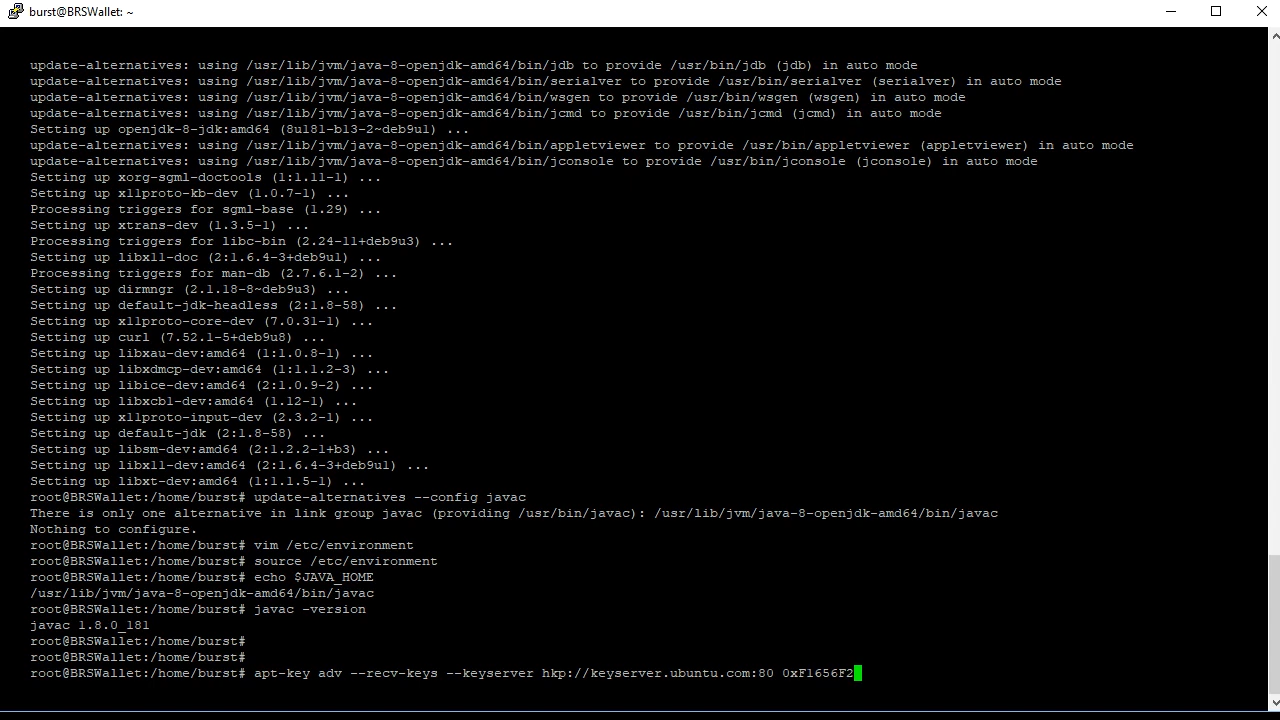 burst@BRSWallet: ~
update-alternatives: using /usr/lib/jvm/java-8-openjdk-amd64/bin/jdb to provide /usr/bin/jdb (jdb) in auto mode
update-alternatives: using /usr/lib/jvm/java-8-openjdk-amd64/bin/serialver to provide /usr/bin/serialver (serialver) in auto mode
update-alternatives: using /usr/lib/jvm/java-8-openjdk-amd64/bin/wsgen to provide /usr/bin/wsgen (wsgen) in auto mode
update-alternatives: using /usr/lib/jvm/java-8-openjdk-amd64/bin/jcmd to provide /usr/bin/jcmd (jcmd) in auto mode
Setting up openjdk-8-jdk:amd64 (8u181-b13-2~deb9u1) ...
update-alternatives: using /usr/lib/jvm/java-8-openjdk-amd64/bin/appletviewer to provide /usr/bin/appletviewer (appletviewer) in auto mode
update-alternatives: using /usr/lib/jvm/java-8-openjdk-amd64/bin/jconsole to provide /usr/bin/jconsole (jconsole) in auto mode
Setting up xorg-sgml-doctools (1:1.11-1) ...
Setting up x11proto-kb-dev (1.0.7-1) ...
Processing triggers for sgml-base (1.29) ...
Setting up xtrans-dev (1.3.5-1) ...
Processing triggers for libc-bin (2.24-11+deb9u3) ...
Setting up libx11-doc (2:1.6.4-3+deb9u1) ...
Processing triggers for man-db (2.7.6.1-2) ...
Setting up dirmngr (2.1.18-8~deb9u3) ...
Setting up default-jdk-headless (2:1.8-58) ...
Setting up x11proto-core-dev (7.0.31-1) ...
Setting up curl (7.52.1-5+deb9u8) ...
Setting up libxau-dev:amd64 (1:1.0.8-1) ...
Setting up libxdmcp-dev:amd64 (1:1.1.2-3) ...
Setting up libice-dev:amd64 (2:1.0.9-2) ...
Setting up libxcb1-dev:amd64 (1.12-1) ...
Setting up x11proto-input-dev (2.3.2-1) ...
Setting up default-jdk (2:1.8-58) ...
Setting up libsm-dev:amd64 (2:1.2.2-1+b3) ...
Setting up libx11-dev:amd64 (2:1.6.4-3+deb9u1) ...
Setting up libxt-dev:amd64 (1:1.1.5-1) ...
root@BRSWallet:/home/burst# update-alternatives --config javac
There is only one alternative in link group javac (providing /usr/bin/javac): /usr/lib/jvm/java-8-openjdk-amd64/bin/javac
Nothing to configure.
root@BRSWallet:/home/burst# vim /etc/environment
root@BRSWallet:/home/burst# source /etc/environment
root@BRSWallet:/home/burst# echo $JAVA_HOME
/usr/lib/jvm/java-8-openjdk-amd64/bin/javac
root@BRSWallet:/home/burst# javac -version
javac 1.8.0_181
root@BRSWallet:/home/burst#
root@BRSWallet:/home/burst#
root@BRSWallet:/home/burst# apt-key adv --recv-keys --keyserver hkp://keyserver.ubuntu.com:80 0xF1656F2